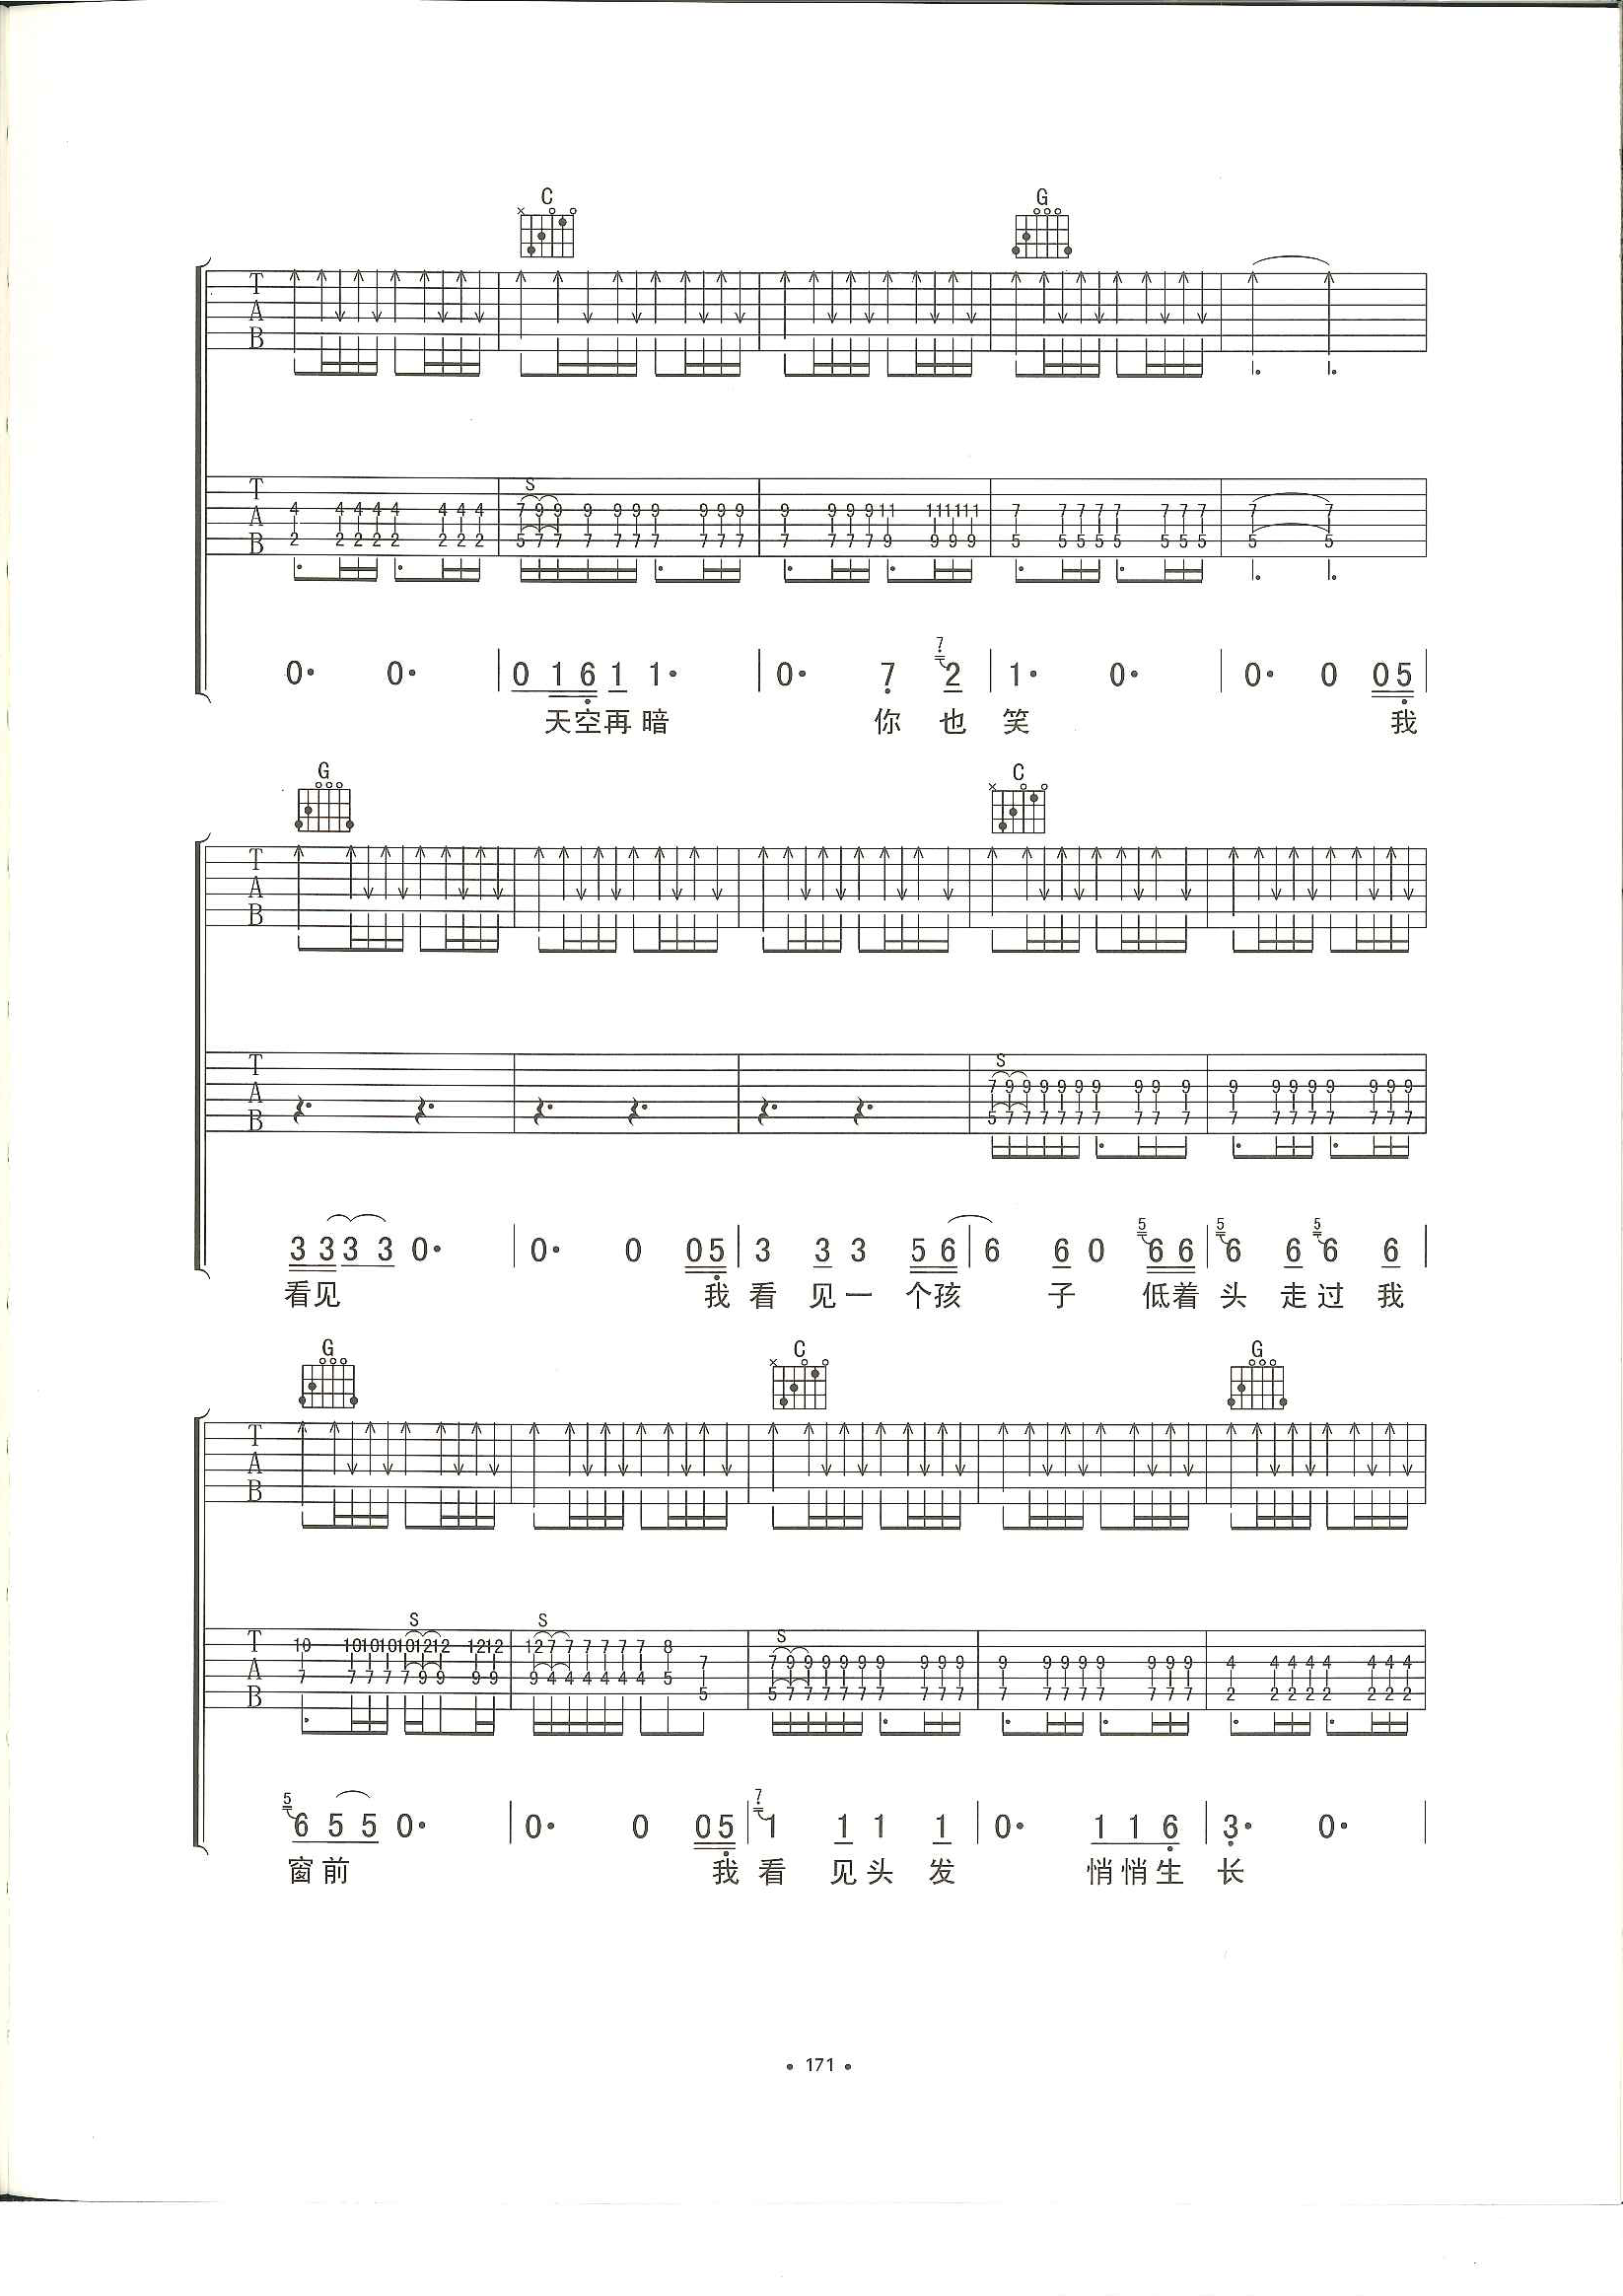 C G
T
A
B
S
T 4 4 4 4 4 4 4 4 7 9 9 9 9 9 9 9 9 9 9 9 9 9 11 11 11 11 7 7 7 7 7 7 7 7 7 7
A
B 2 2 2 2 2 2 2 2 5 7 7 7 7 7 7 7 7 7 7 7 7 7 9 9 9 9 5 5 5 5 5 5 5 5 5 5
0· 0· | 0 1 6 1 1· | 0· 7 7 2 | 1· 0· | 0· 0 0 5 |
天空再暗 你 也 笑 我
G C
T
A
B
S
T
A 7 9 9 9 9 9 9 9 9 9 9 9 9 9 9 9 9 9
B 5 7 7 7 7 7 7 7 7 7 7 7 7 7 7 7 7 7
3 3 3 3 0· | 0· 0 0 5 | 3 3 3 5 6 | 6 6 0 5 6 6 | 5 6 6 5 6 6 |
看见 我 看 见 一 个 孩 子 低 着 头 走 过 我
G C G
T
A
B
S S S
T 10 10 10 10 10 12 12 12 12 12 7 7 7 7 7 7 8 7 7 9 9 9 9 9 9 9 9 9 9 9 9 9 9 9 9 9 9 4 4 4 4 4 4 4 4
A 7 7 7 7 7 9 9 9 9 9 4 4 4 4 4 4 5
B 5 5 7 7 7 7 7 7 7 7 7 7 7 7 7 7 7 7 7 7 2 2 2 2 2 2 2 2
5 6 5 5 0· | 0· 0 0 5 | 7 1 1 1 1 | 0· 1 1 6 | 3· 0· |
窗 前 我 看 见 头 发 悄 悄 生 长
• 171 •